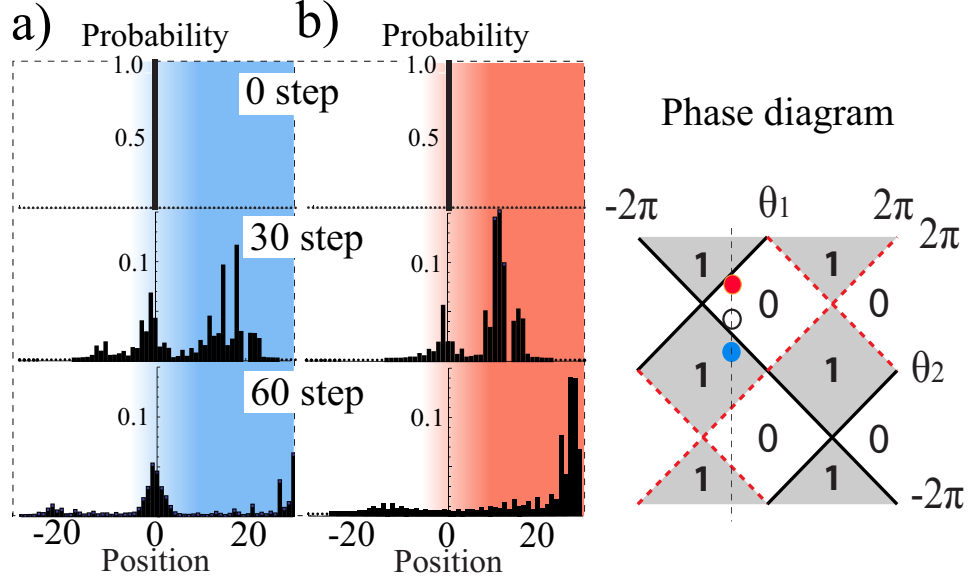 a)
Probability
1.0
0.5
0 step
0.1
30 step
0.1
60 step
-20
0
20
Position
b)
Probability
1.0
0.5
0.1
0.1
-20
0
20
Position
Phase diagram
-2π
θ1
2π
2π
1
1
0
0
θ2
1
1
0
0
1
1
-2π